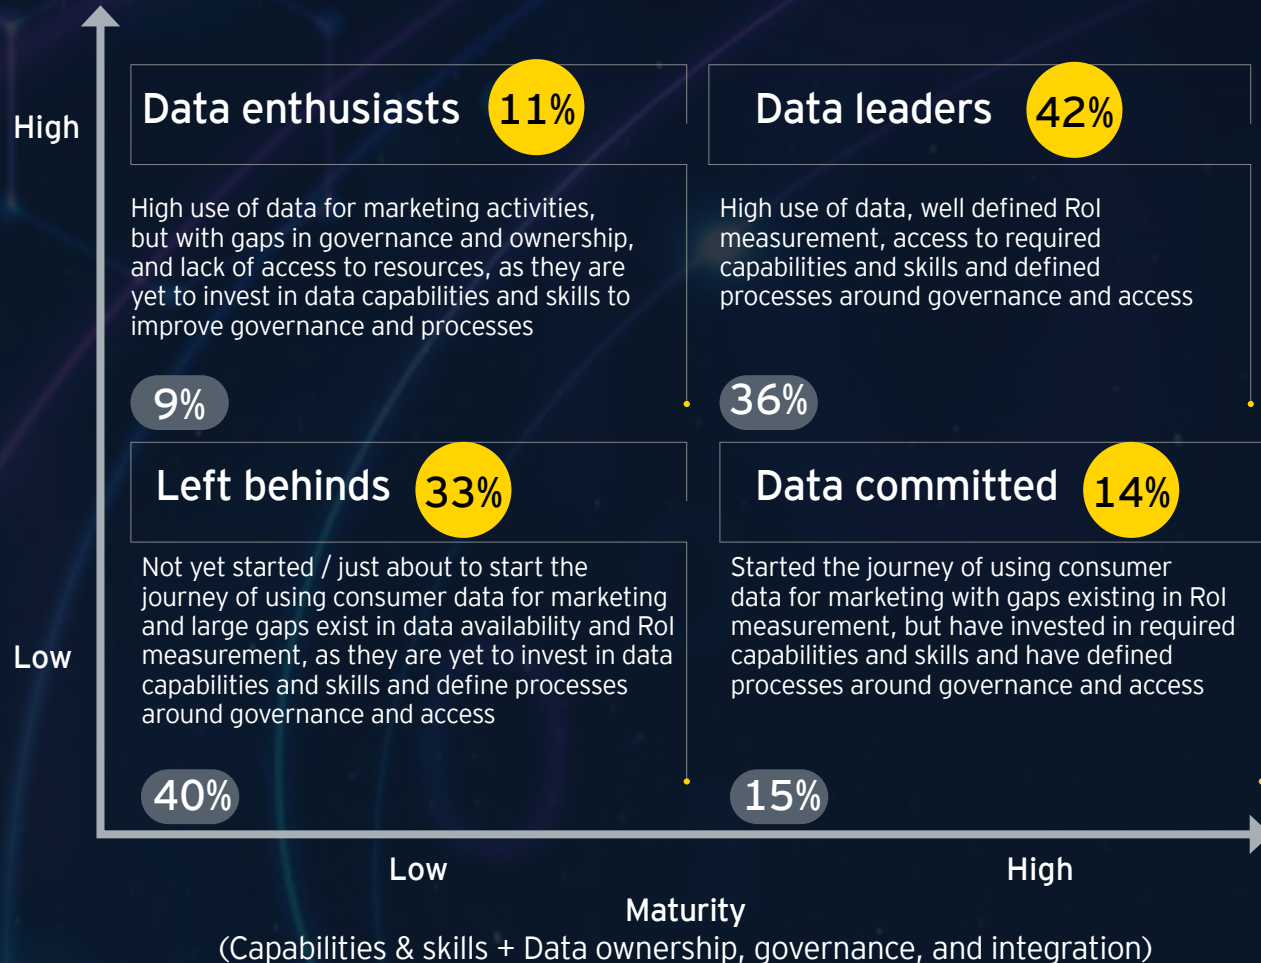 High
Data enthusiasts 11%
High use of data for marketing activities,
but with gaps in governance and ownership,
and lack of access to resources, as they are
yet to invest in data capabilities and skills to
improve governance and processes
9%
Data leaders 42%
High use of data, well defined RoI
measurement, access to required
capabilities and skills and defined
processes around governance and access
36%
Low
Left behinds 33%
Not yet started / just about to start the
journey of using consumer data for marketing
and large gaps exist in data availability and RoI
measurement, as they are yet to invest in data
capabilities and skills and define processes
around governance and access
40%
Data committed 14%
Started the journey of using consumer
data for marketing with gaps existing in RoI
measurement, but have invested in required
capabilities and skills and have defined
processes around governance and access
15%
Low
High
Maturity
(Capabilities & skills + Data ownership, governance, and integration)